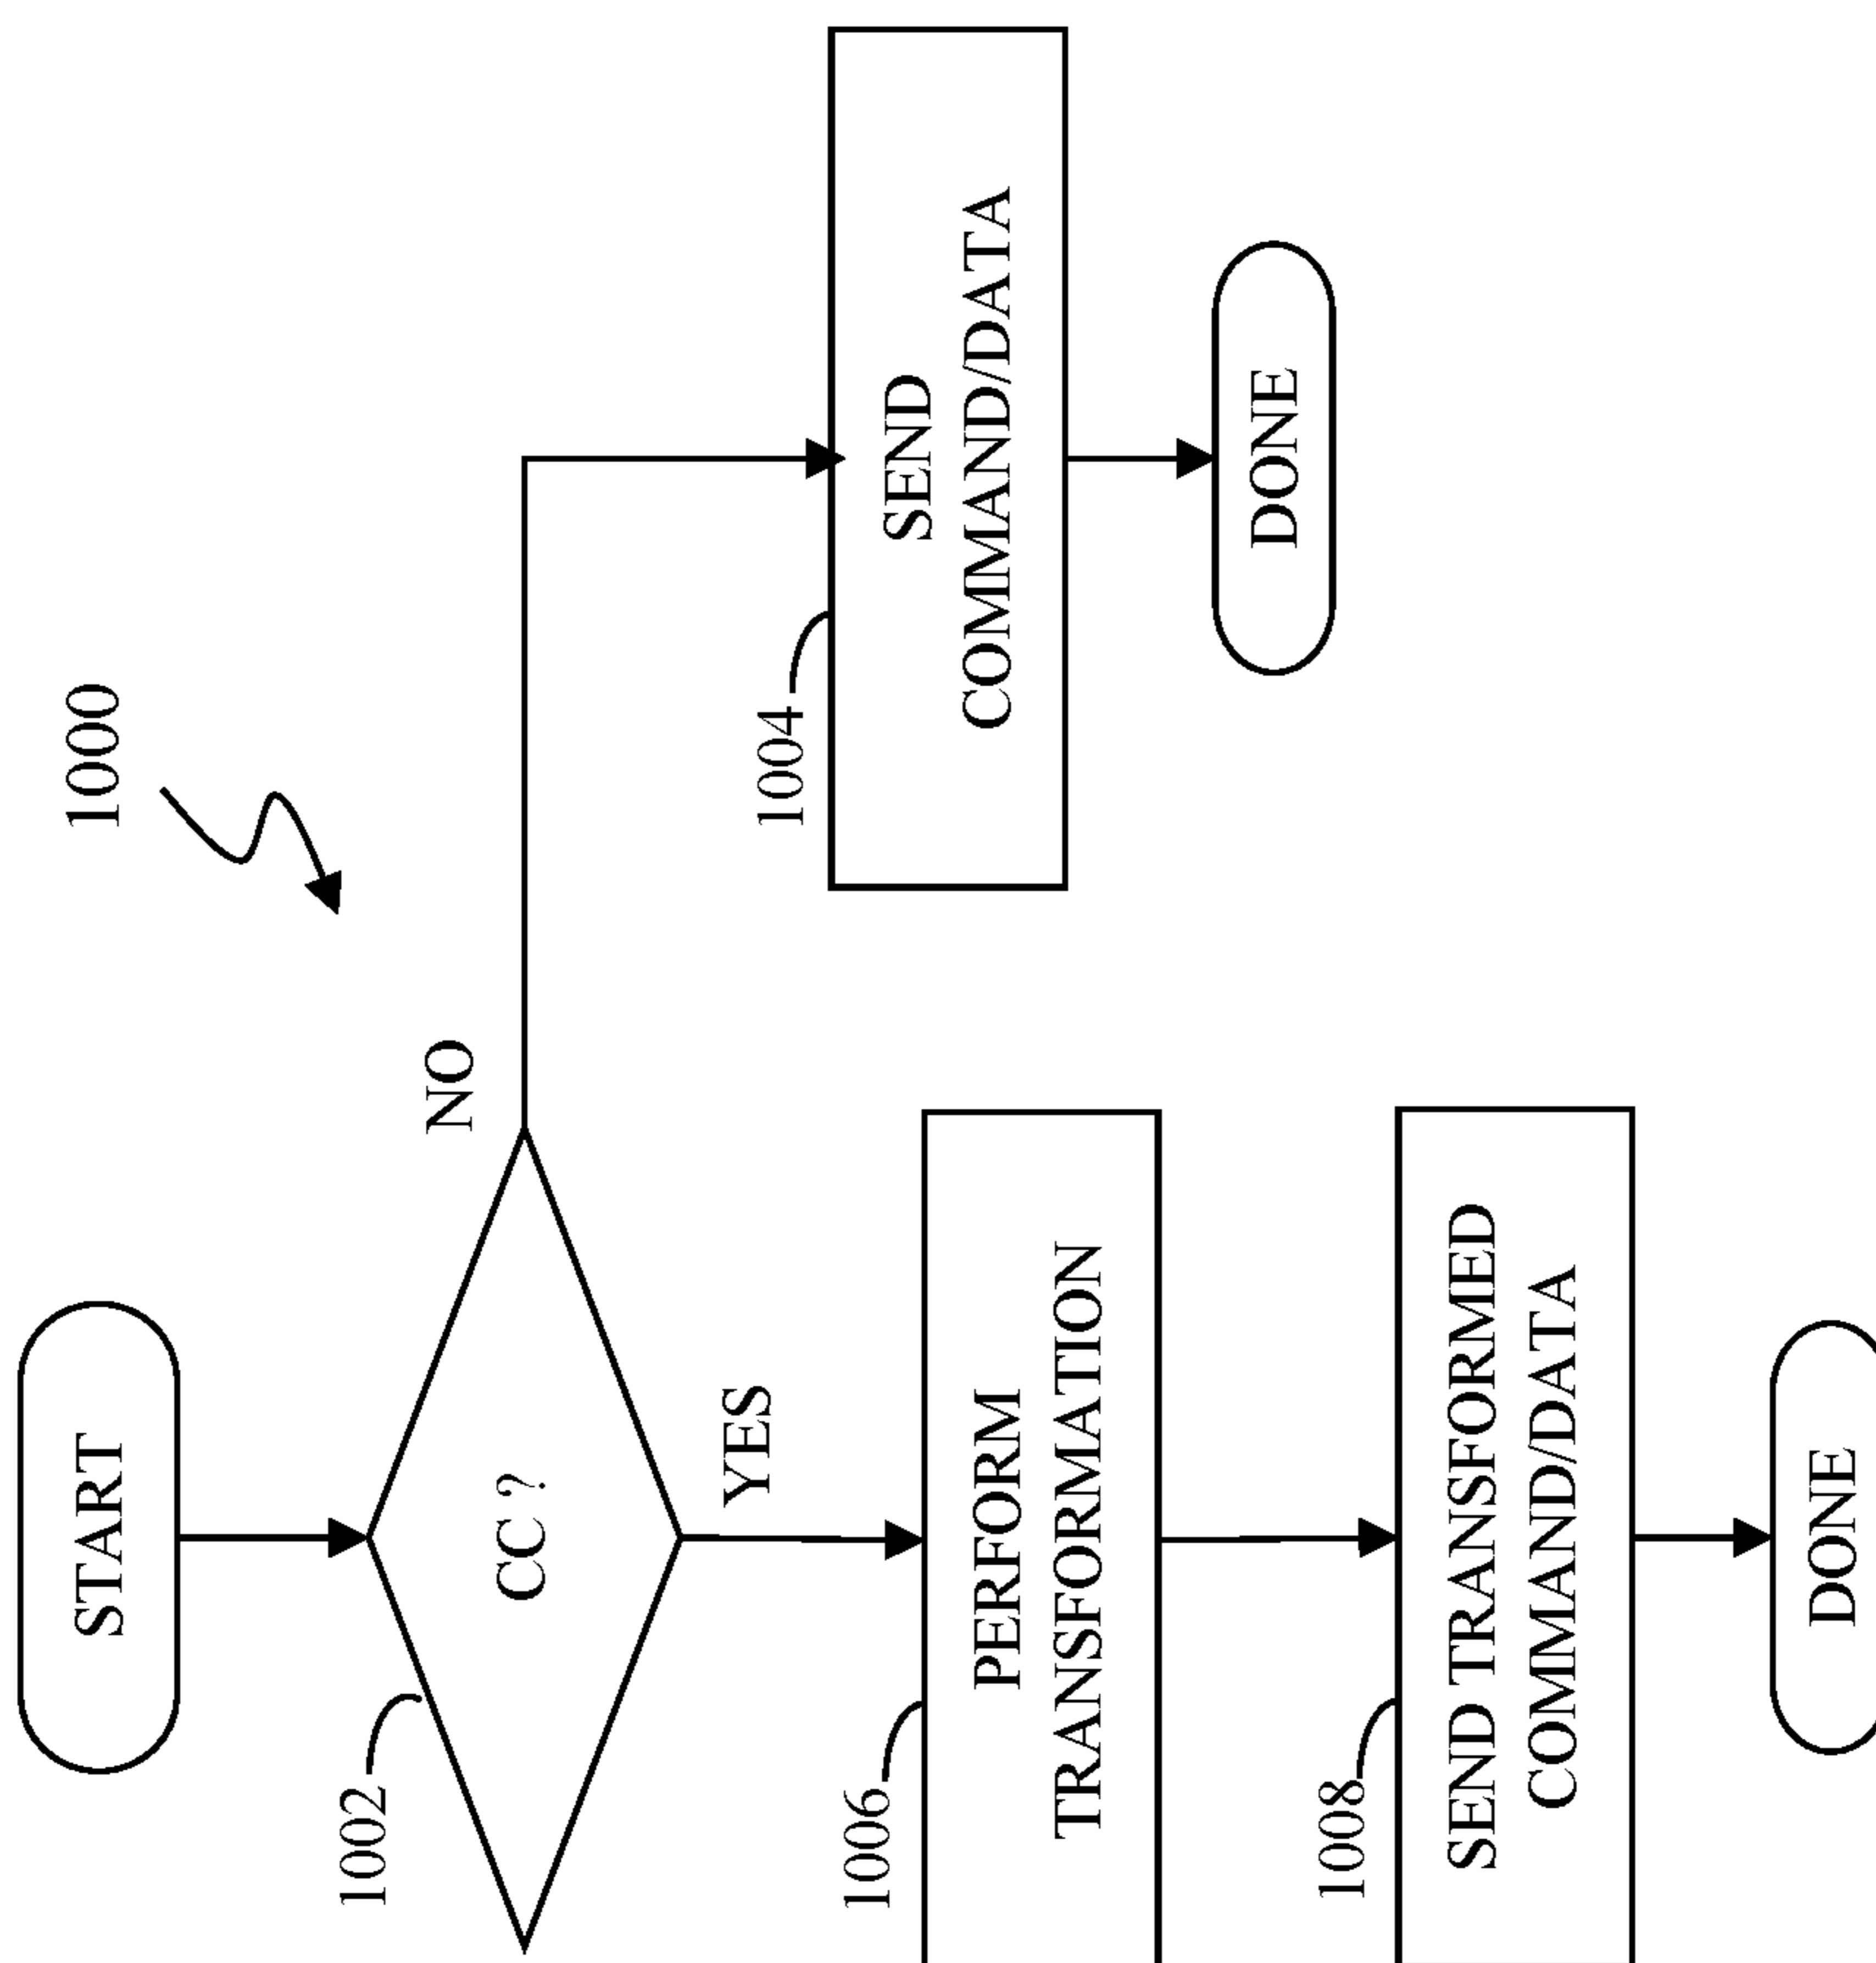 1000
START
1002
CC ?
NO
YES
1004
SEND
COMMAND/DATA
DONE
1006
PERFORM
TRANSFORMATION
1008
SEND TRANSFORMED
COMMAND/DATA
DONE